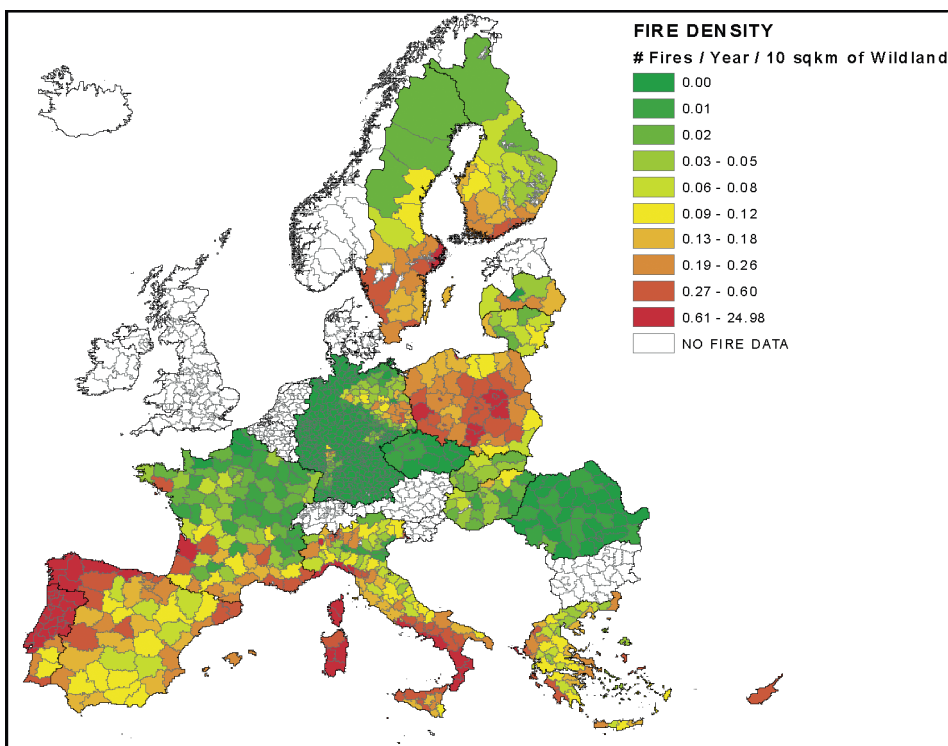 FIRE DENSITY
# Fires / Year / 10 sqkm of Wildland
0.00
0.01
0.02
0.03 - 0.05
0.06 - 0.08
0.09 - 0.12
0.13 - 0.18
0.19 - 0.26
0.27 - 0.60
0.61 - 24.98
NO FIRE DATA